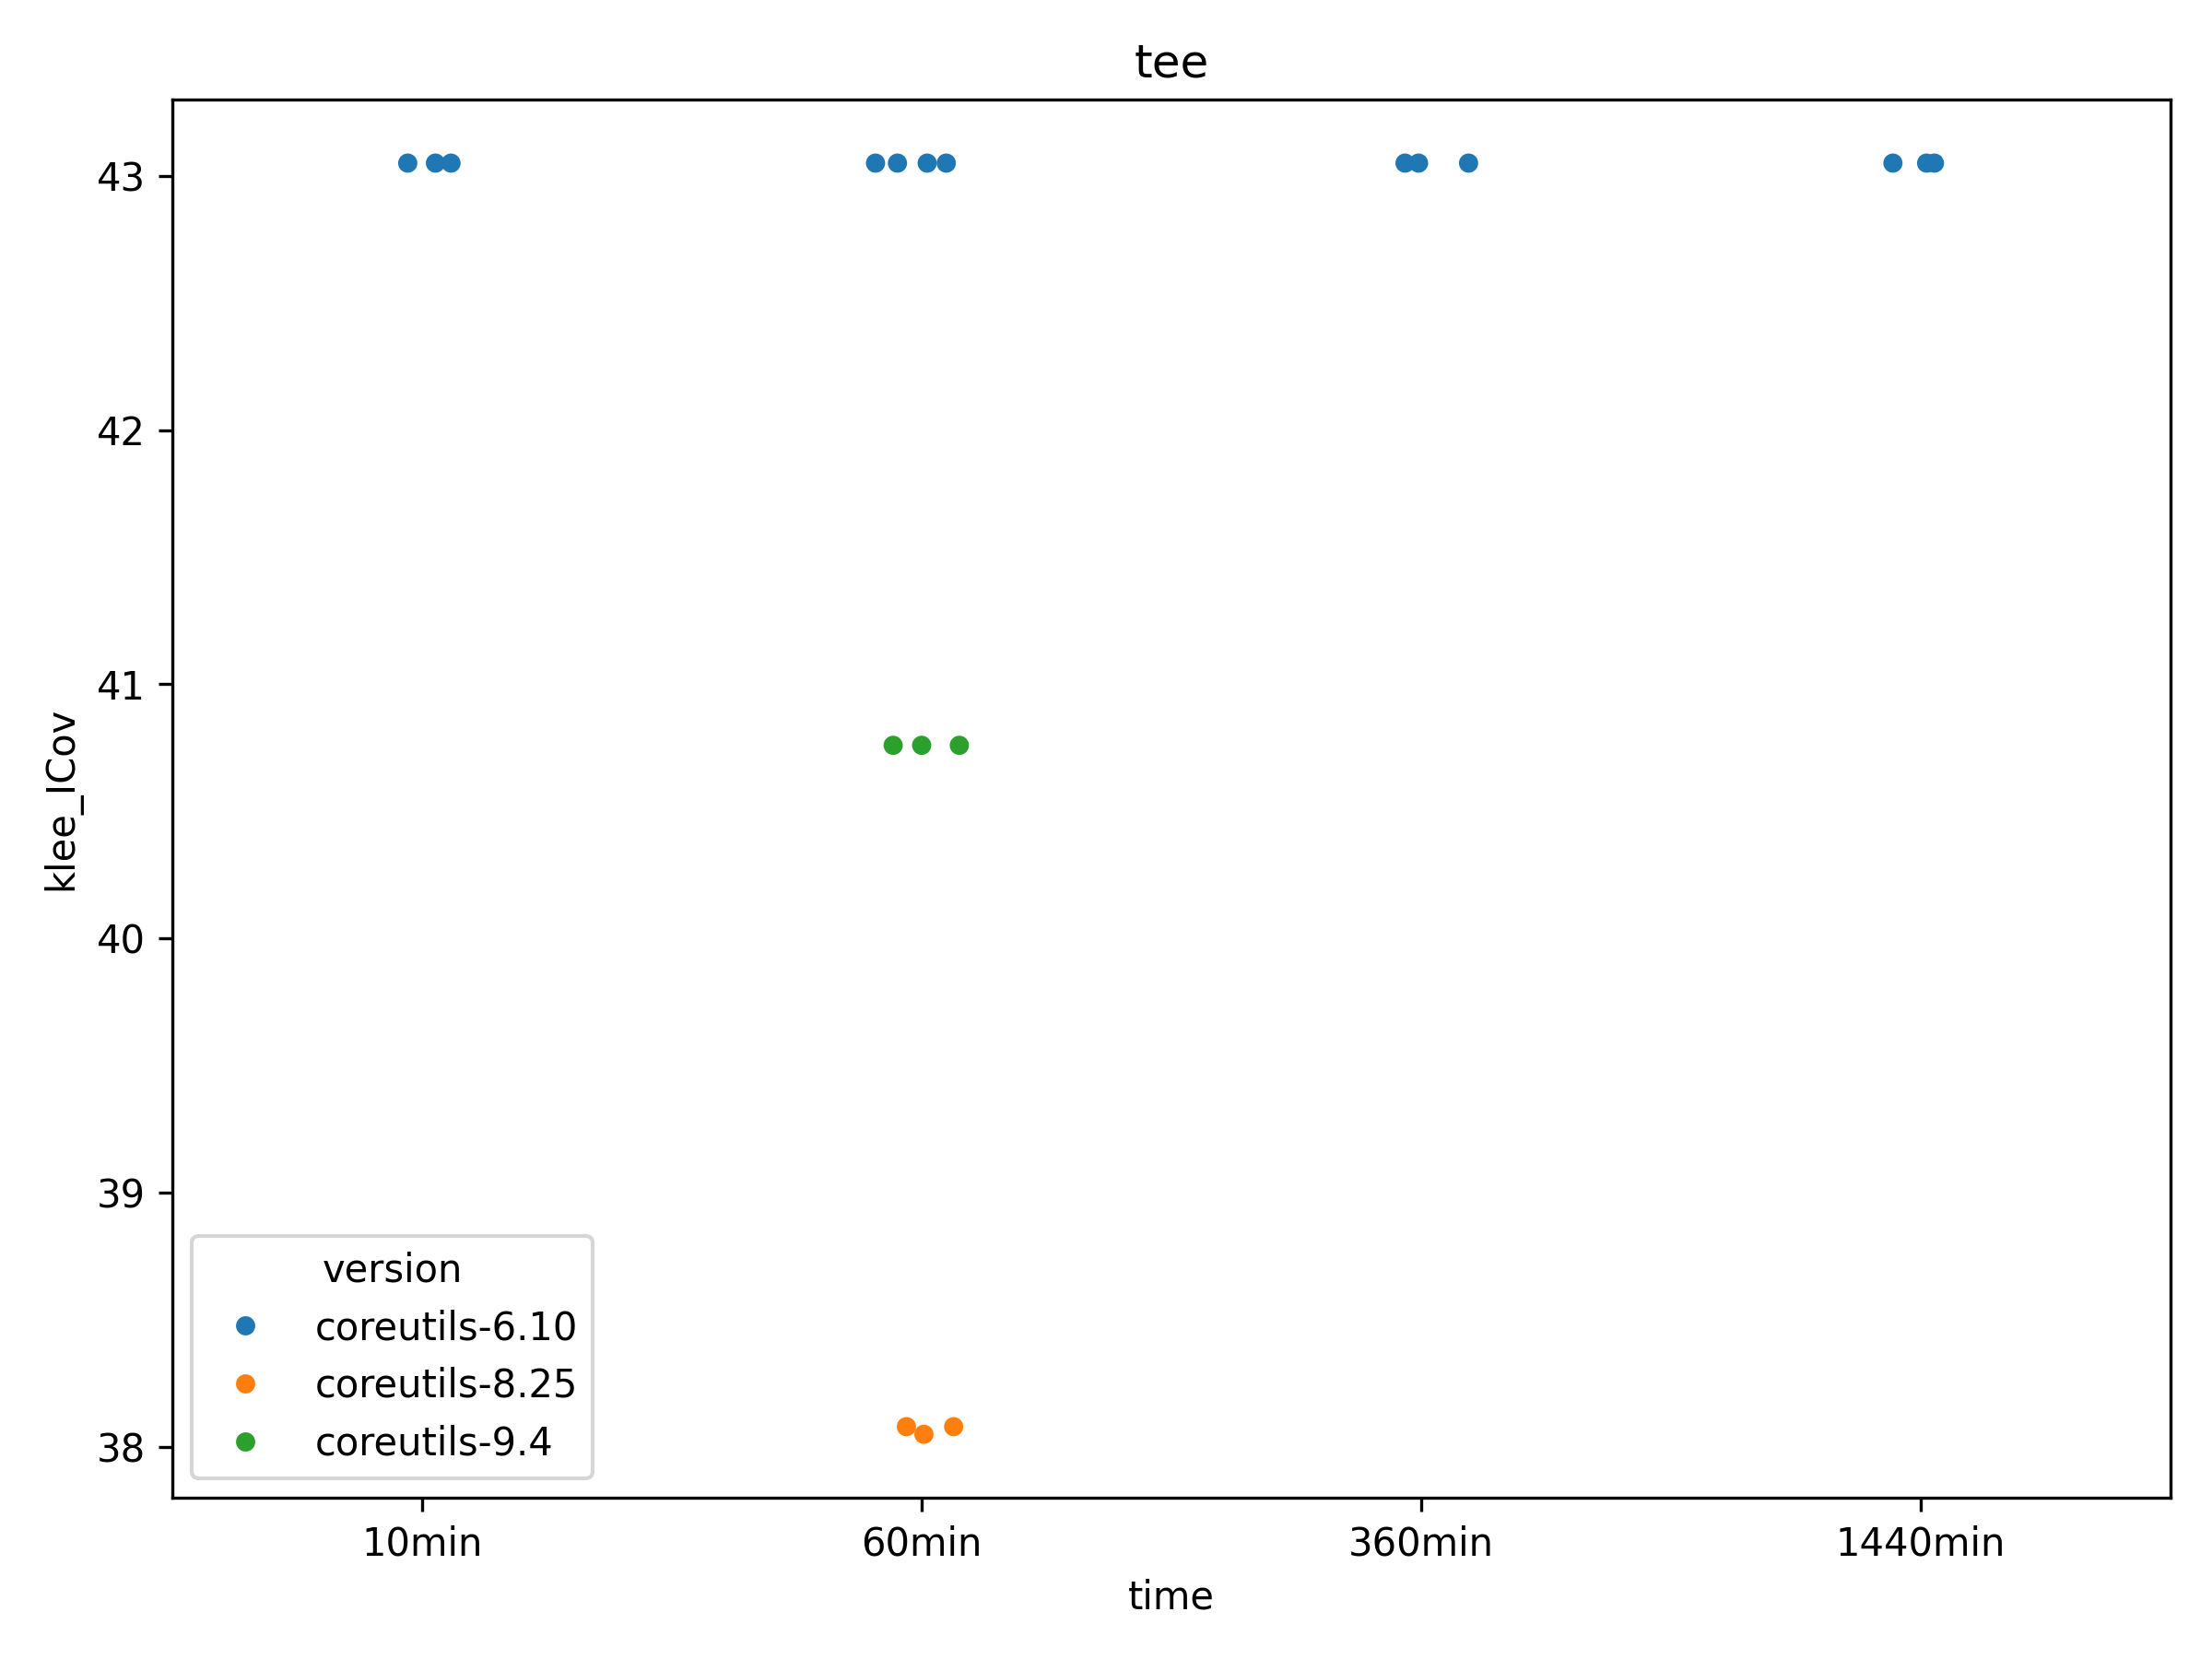 tee
43
42
41
40
39
38
klee_ICov
version
coreutils-6.10
coreutils-8.25
coreutils-9.4
10min 60min 360min 1440min
time